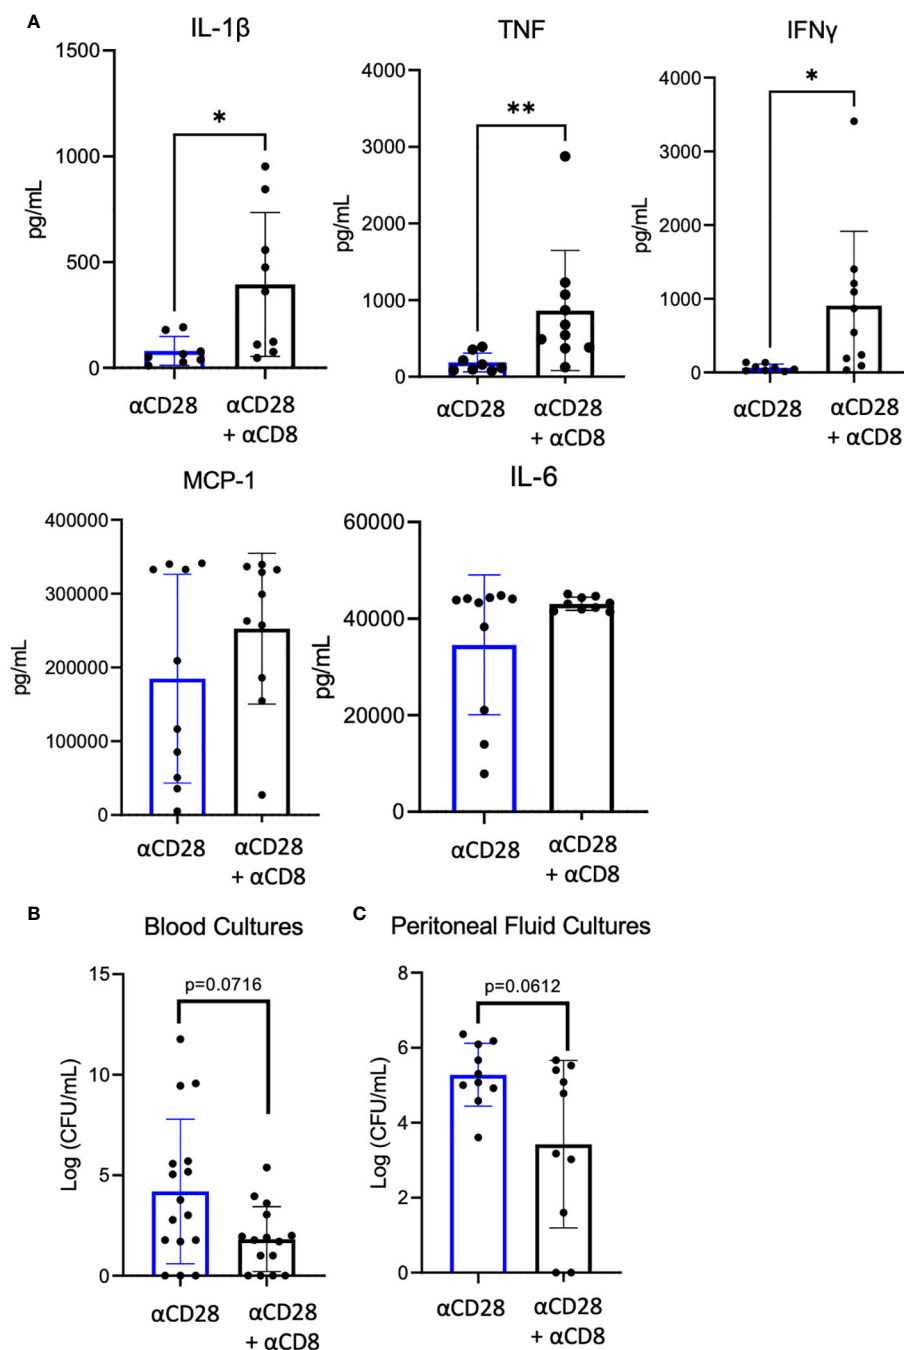 A
IL-1β
1500
1000
500
0
pg/mL
*
αCD28
αCD28
+ αCD8
TNF
4000
3000
2000
1000
0
pg/mL
**
αCD28
αCD28
+ αCD8
IFNγ
4000
3000
2000
1000
0
pg/mL
*
αCD28
αCD28
+ αCD8
MCP-1
400000
300000
200000
100000
0
pg/mL
αCD28
αCD28
+ αCD8
IL-6
60000
40000
20000
0
pg/mL
αCD28
αCD28
+ αCD8
B
Blood Cultures
p=0.0716
15
10
5
0
Log (CFU/mL)
αCD28
αCD28
+ αCD8
C
Peritoneal Fluid Cultures
p=0.0612
8
6
4
2
0
Log (CFU/mL)
αCD28
αCD28
+ αCD8